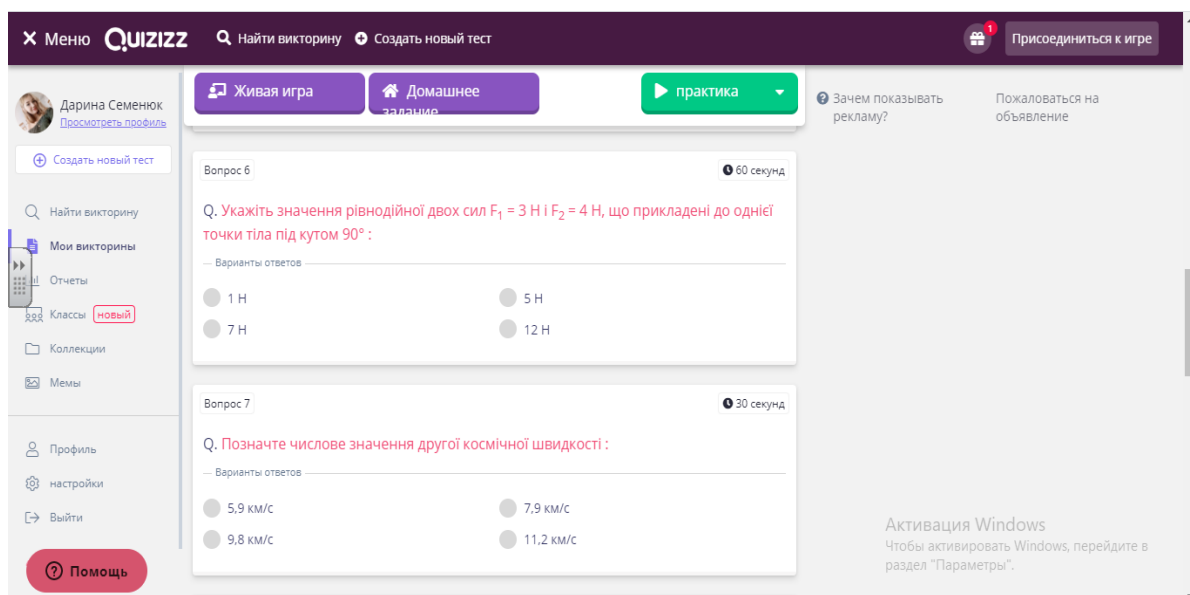 Меню QUIZIZZ Найти викторину Создать новый тест 1 Присоединиться к игре
Дарина Семенюк
Просмотреть профиль
Создать новый тест
Найти викторину
Мои викторины
Отчеты
Классы новый
Коллекции
Мемы
Профиль
настройки
Выйти
Помощь
Живая игра
Домашнее
задание
практика
Зачем показывать
рекламу?
Пожаловаться на
объявление
Вопрос 6 60 секунд
Q. Укажіть значення рівнодійної двох сил F₁ = 3 Н і F₂ = 4 Н, що прикладені до однієї
точки тіла під кутом 90° :
Варианты ответов
1 Н 5 Н
7 Н 12 Н
Вопрос 7 30 секунд
Q. Позначте числове значення другої космічної швидкості :
Варианты ответов
5,9 км/с 7,9 км/с
9,8 км/с 11,2 км/с
Активация Windows
Чтобы активировать Windows, перейдите в
раздел "Параметры".